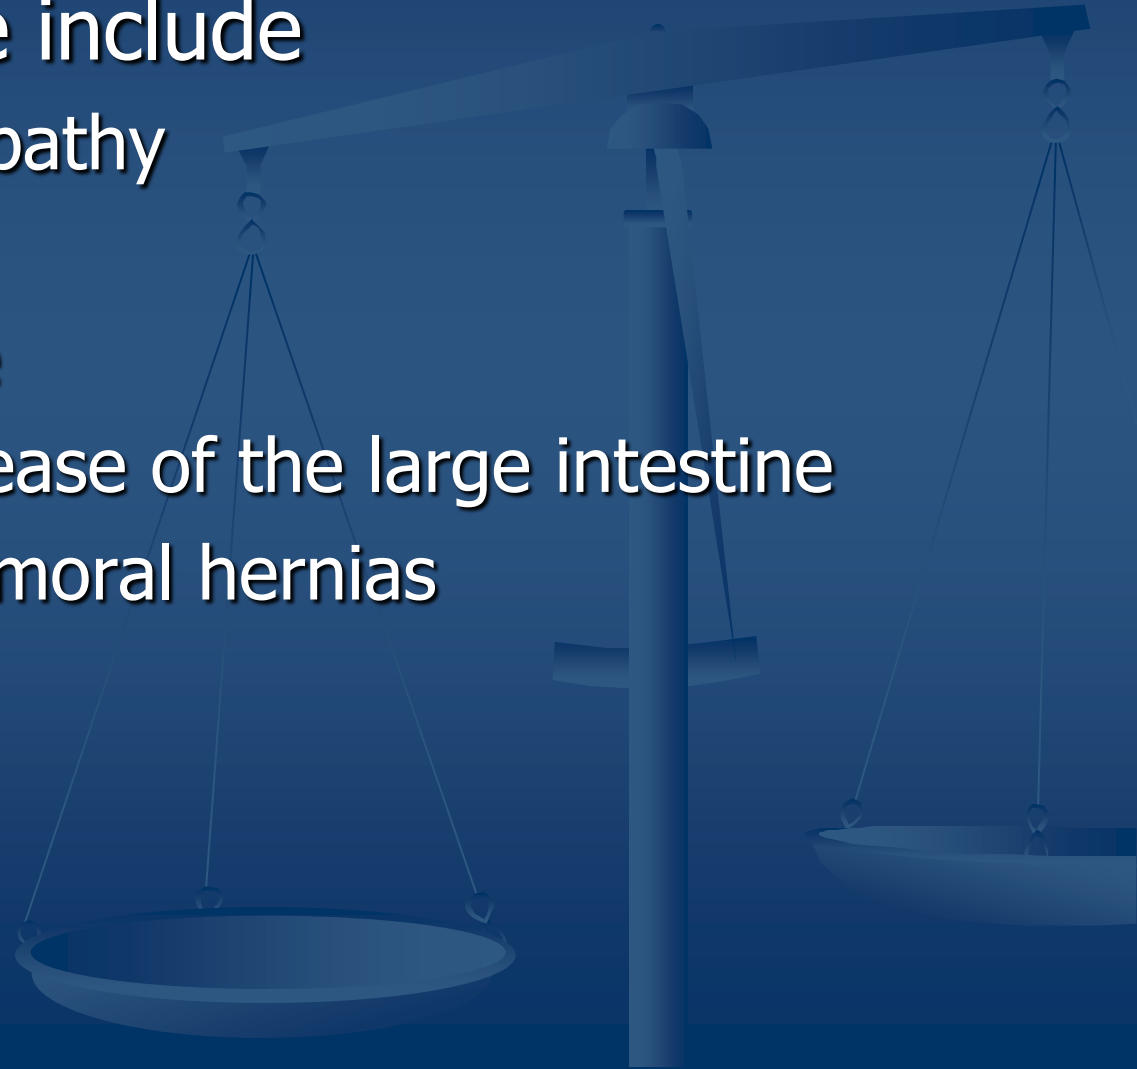 include
pathy
ease of the large intestine
moral hernias